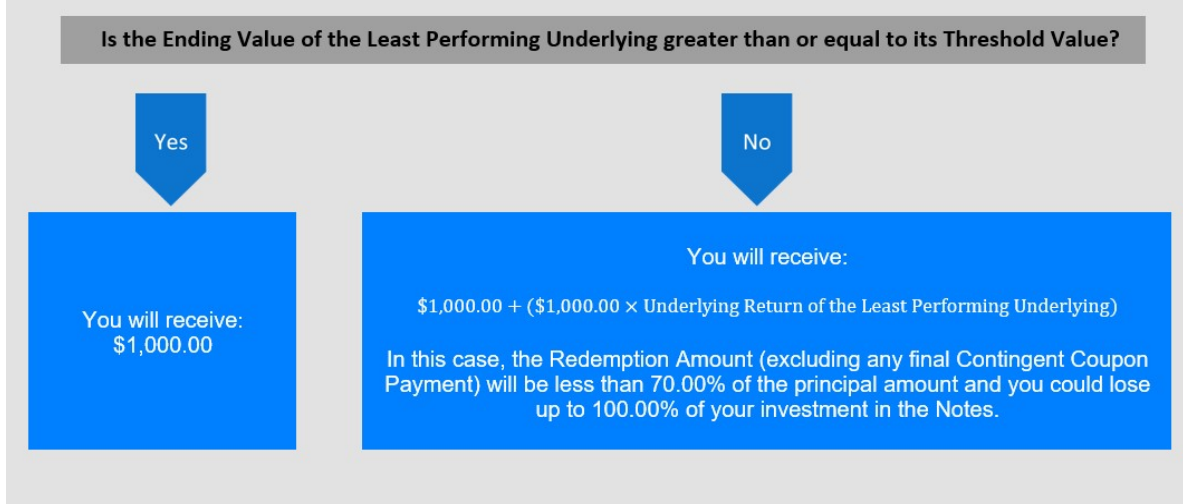 Is the Ending Value of the Least Performing Underlying greater than or equal to its Threshold Value?
Yes
No
You will receive:
$1,000.00
You will receive:
$1,000.00 + ($1,000.00 × Underlying Return of the Least Performing Underlying)
In this case, the Redemption Amount (excluding any final Contingent Coupon
Payment) will be less than 70.00% of the principal amount and you could lose
up to 100.00% of your investment in the Notes.